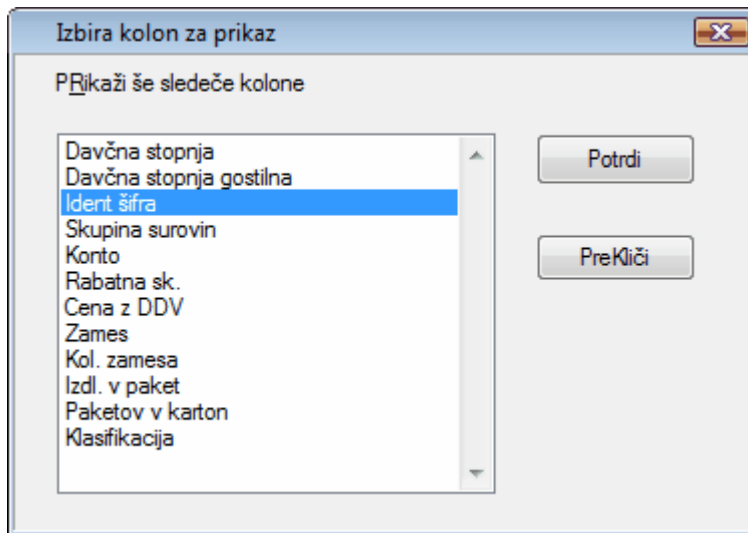 Izbira kolon za prikaz
PRikaži še sledeče kolone
Davčna stopnja
Davčna stopnja gostilna
Ident šifra
Skupina surovin
Konto
Rabatna sk.
Cena z DDV
Zames
Kol. zamesa
Izdl. v paket
Paketov v karton
Klasifikacija
Potrdi
PreKliči